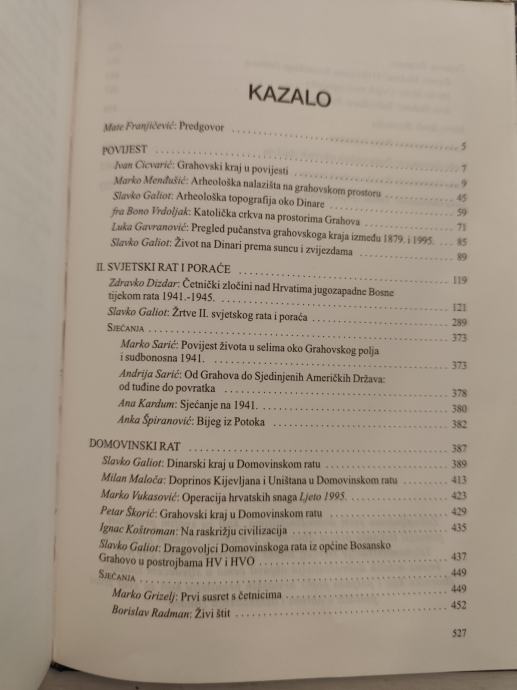 KAZALO
Mate Franjičević: Predgovor 5
POVIJEST 7
Ivan Čičvarić: Grahovski kraj u povijesti 9
Marko Menđušić: Arheološka nalazišta na grahovskom prostoru 45
Slavko Galiot: Arheološka topografija oko Dinare 59
fra Bono Vrdoljak: Katolička crkva na prostorima Grahova 71
Luka Gavranović: Pregled pučanstva grahovskoga kraja između 1879. i 1995. 85
Slavko Galiot: Život na Dinari prema suncu i zvijezdama 89
II. SVJETSKI RAT I PORAĆE 119
Zdravko Dizdar: Četnički zločini nad Hrvatima jugozapadne Bosne
tijekom rata 1941.-1945. 121
Slavko Galiot: Žrtve II. svjetskog rata i poraća 289
SJEĆANJA 373
Marko Sarić: Povijest života u selima oko Grahovskog polja
i sudbonosna 1941. 373
Andrija Sarić: Od Grahova do Sjedinjenih Američkih Država:
od tuđine do povratka 378
Ana Kardum: Sjećanje na 1941. 380
Anka Špiranović: Bijeg iz Potoka 382
DOMOVINSKI RAT 387
Slavko Galiot: Dinarski kraj u Domovinskom ratu 389
Milan Maloča: Doprinos Kijevljana i Uništana u Domovinskom ratu 413
Marko Vukasović: Operacija hrvatskih snaga Ljeto 1995. 423
Petar Škorić: Grahovski kraj u Domovinskom ratu 429
Ignac Koštroman: Na raskrižju civilizacija 435
Slavko Galiot: Dragovoljci Domovinskoga rata iz općine Bosansko
Grahovo u postrojbama HV i HVO 437
SJEĆANJA 449
Marko Grizelj: Prvi susret s četnicima 449
Borislav Radman: Živi štit 452
527